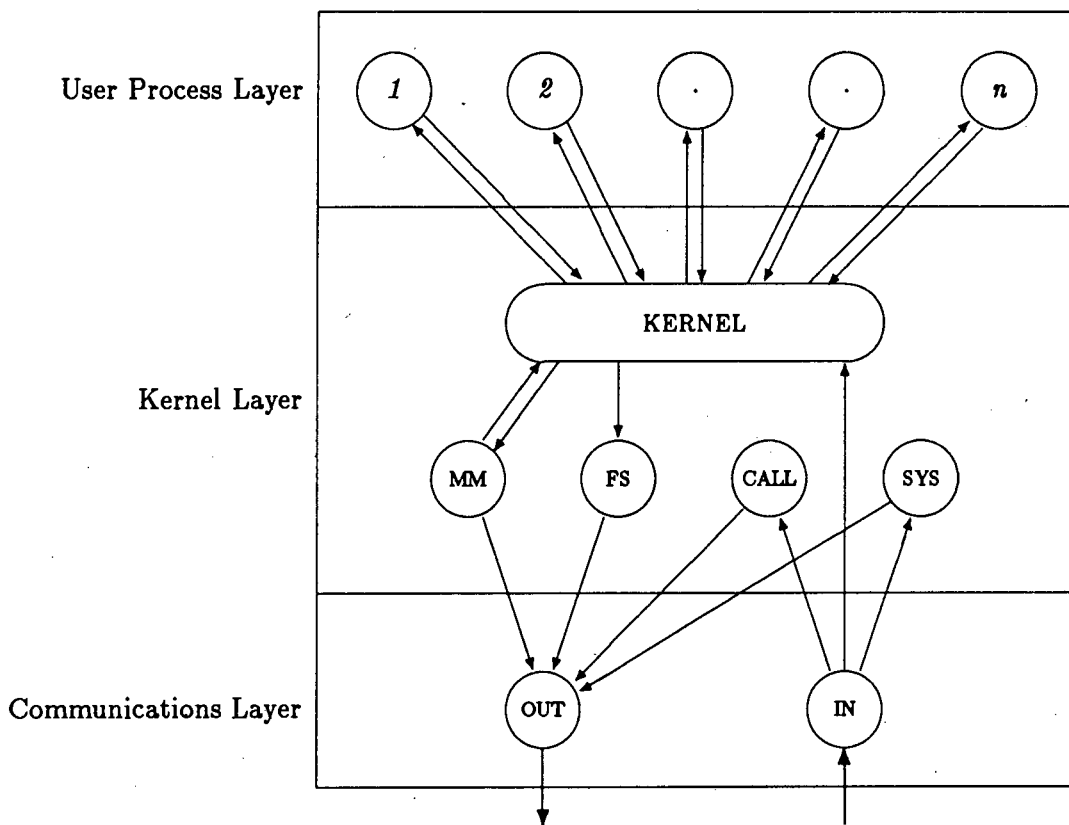 User Process Layer
1 2 . . n
KERNEL
Kernel Layer
MM FS CALL SYS
Communications Layer
OUT IN